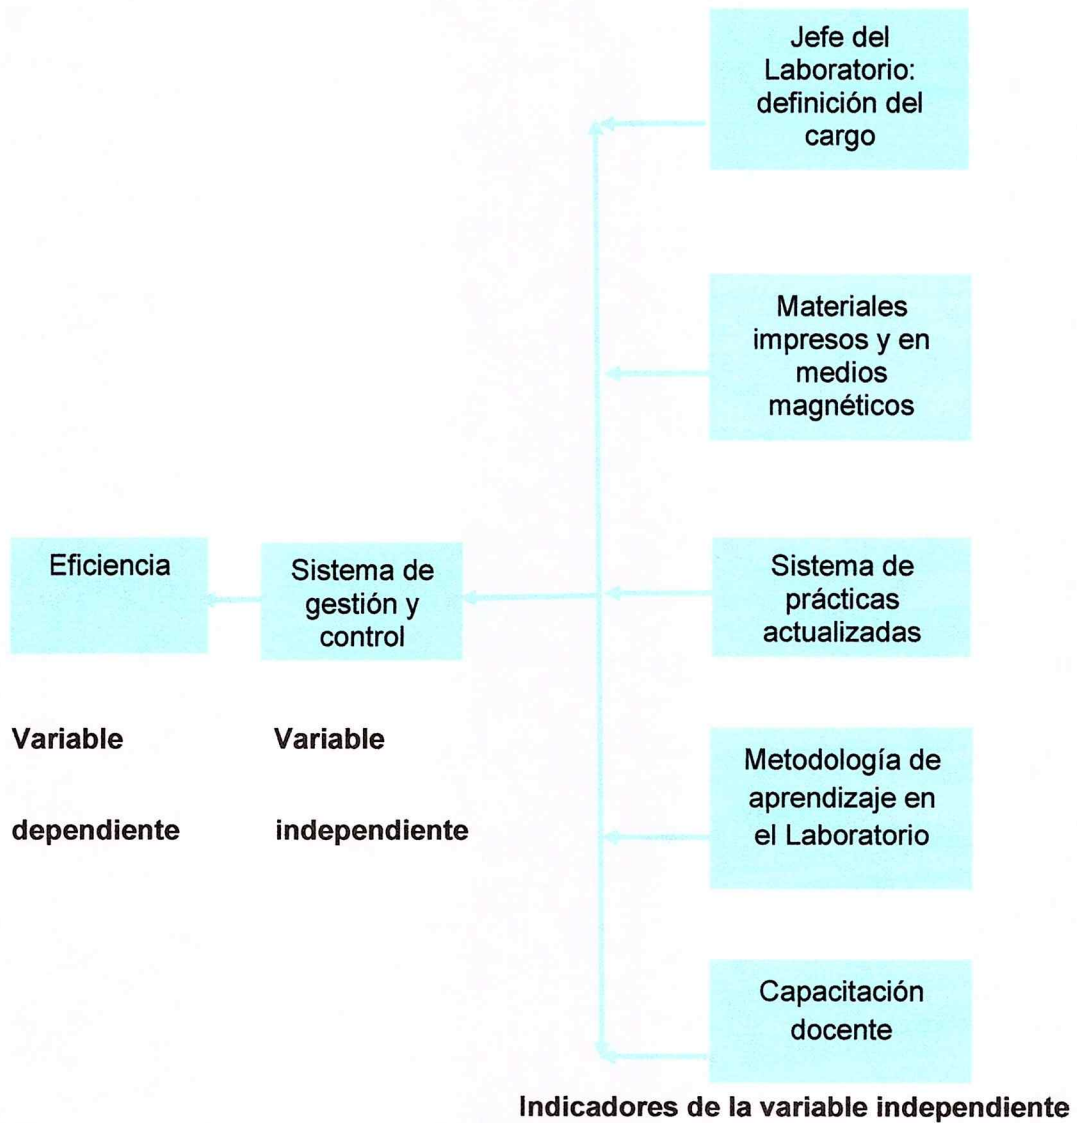 Jefe del
Laboratorio:
definición del
cargo
Materiales
impresos y en
medios
magnéticos
Eficiencia
Sistema de
gestión y
control
Sistema de
prácticas
actualizadas
Variable
dependiente
Variable
independiente
Metodología de
aprendizaje en
el Laboratorio
Capacitación
docente
Indicadores de la variable independiente